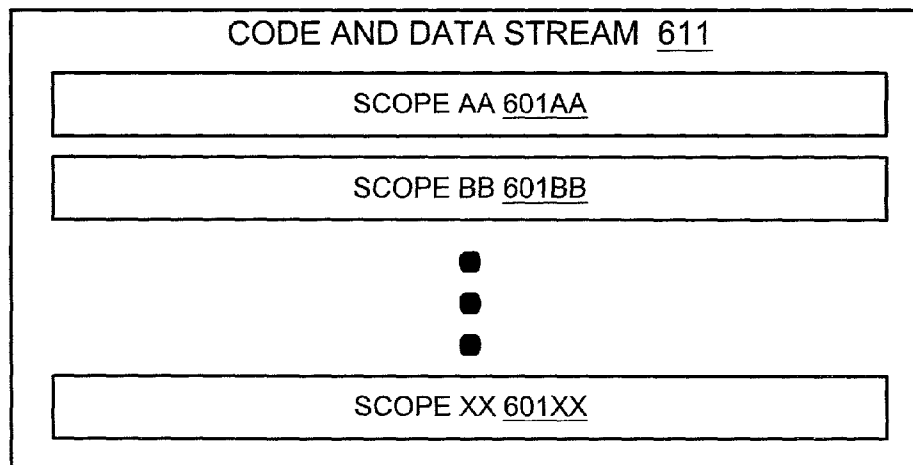 CODE AND DATA STREAM 611
SCOPE AA 601AA
SCOPE BB 601BB
SCOPE XX 601XX